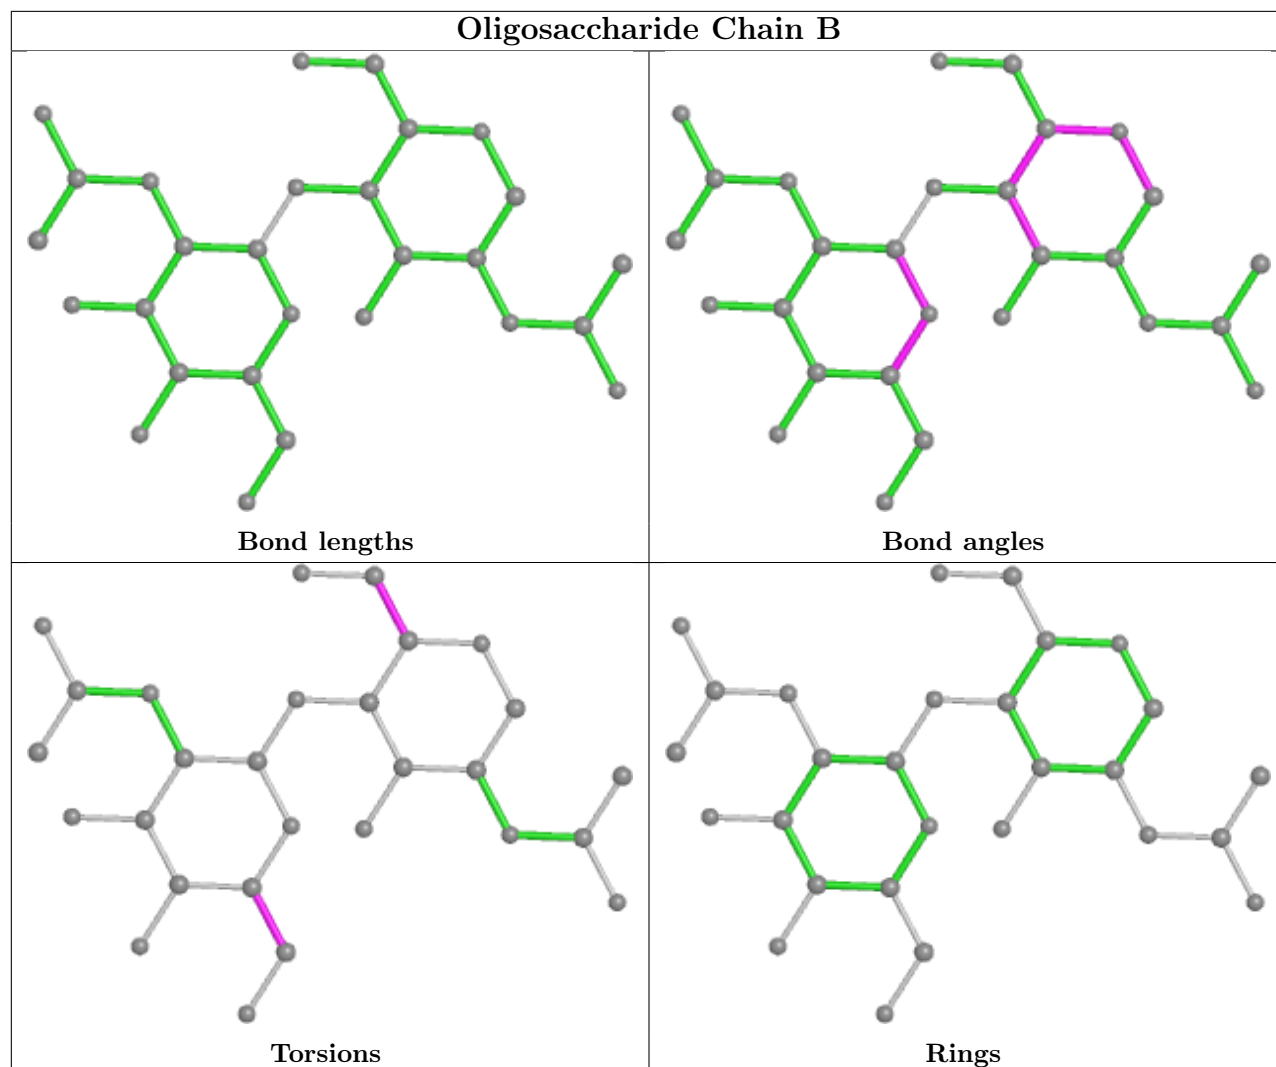 Oligosaccharide Chain B
Bond lengths
Bond angles
Torsions
Rings